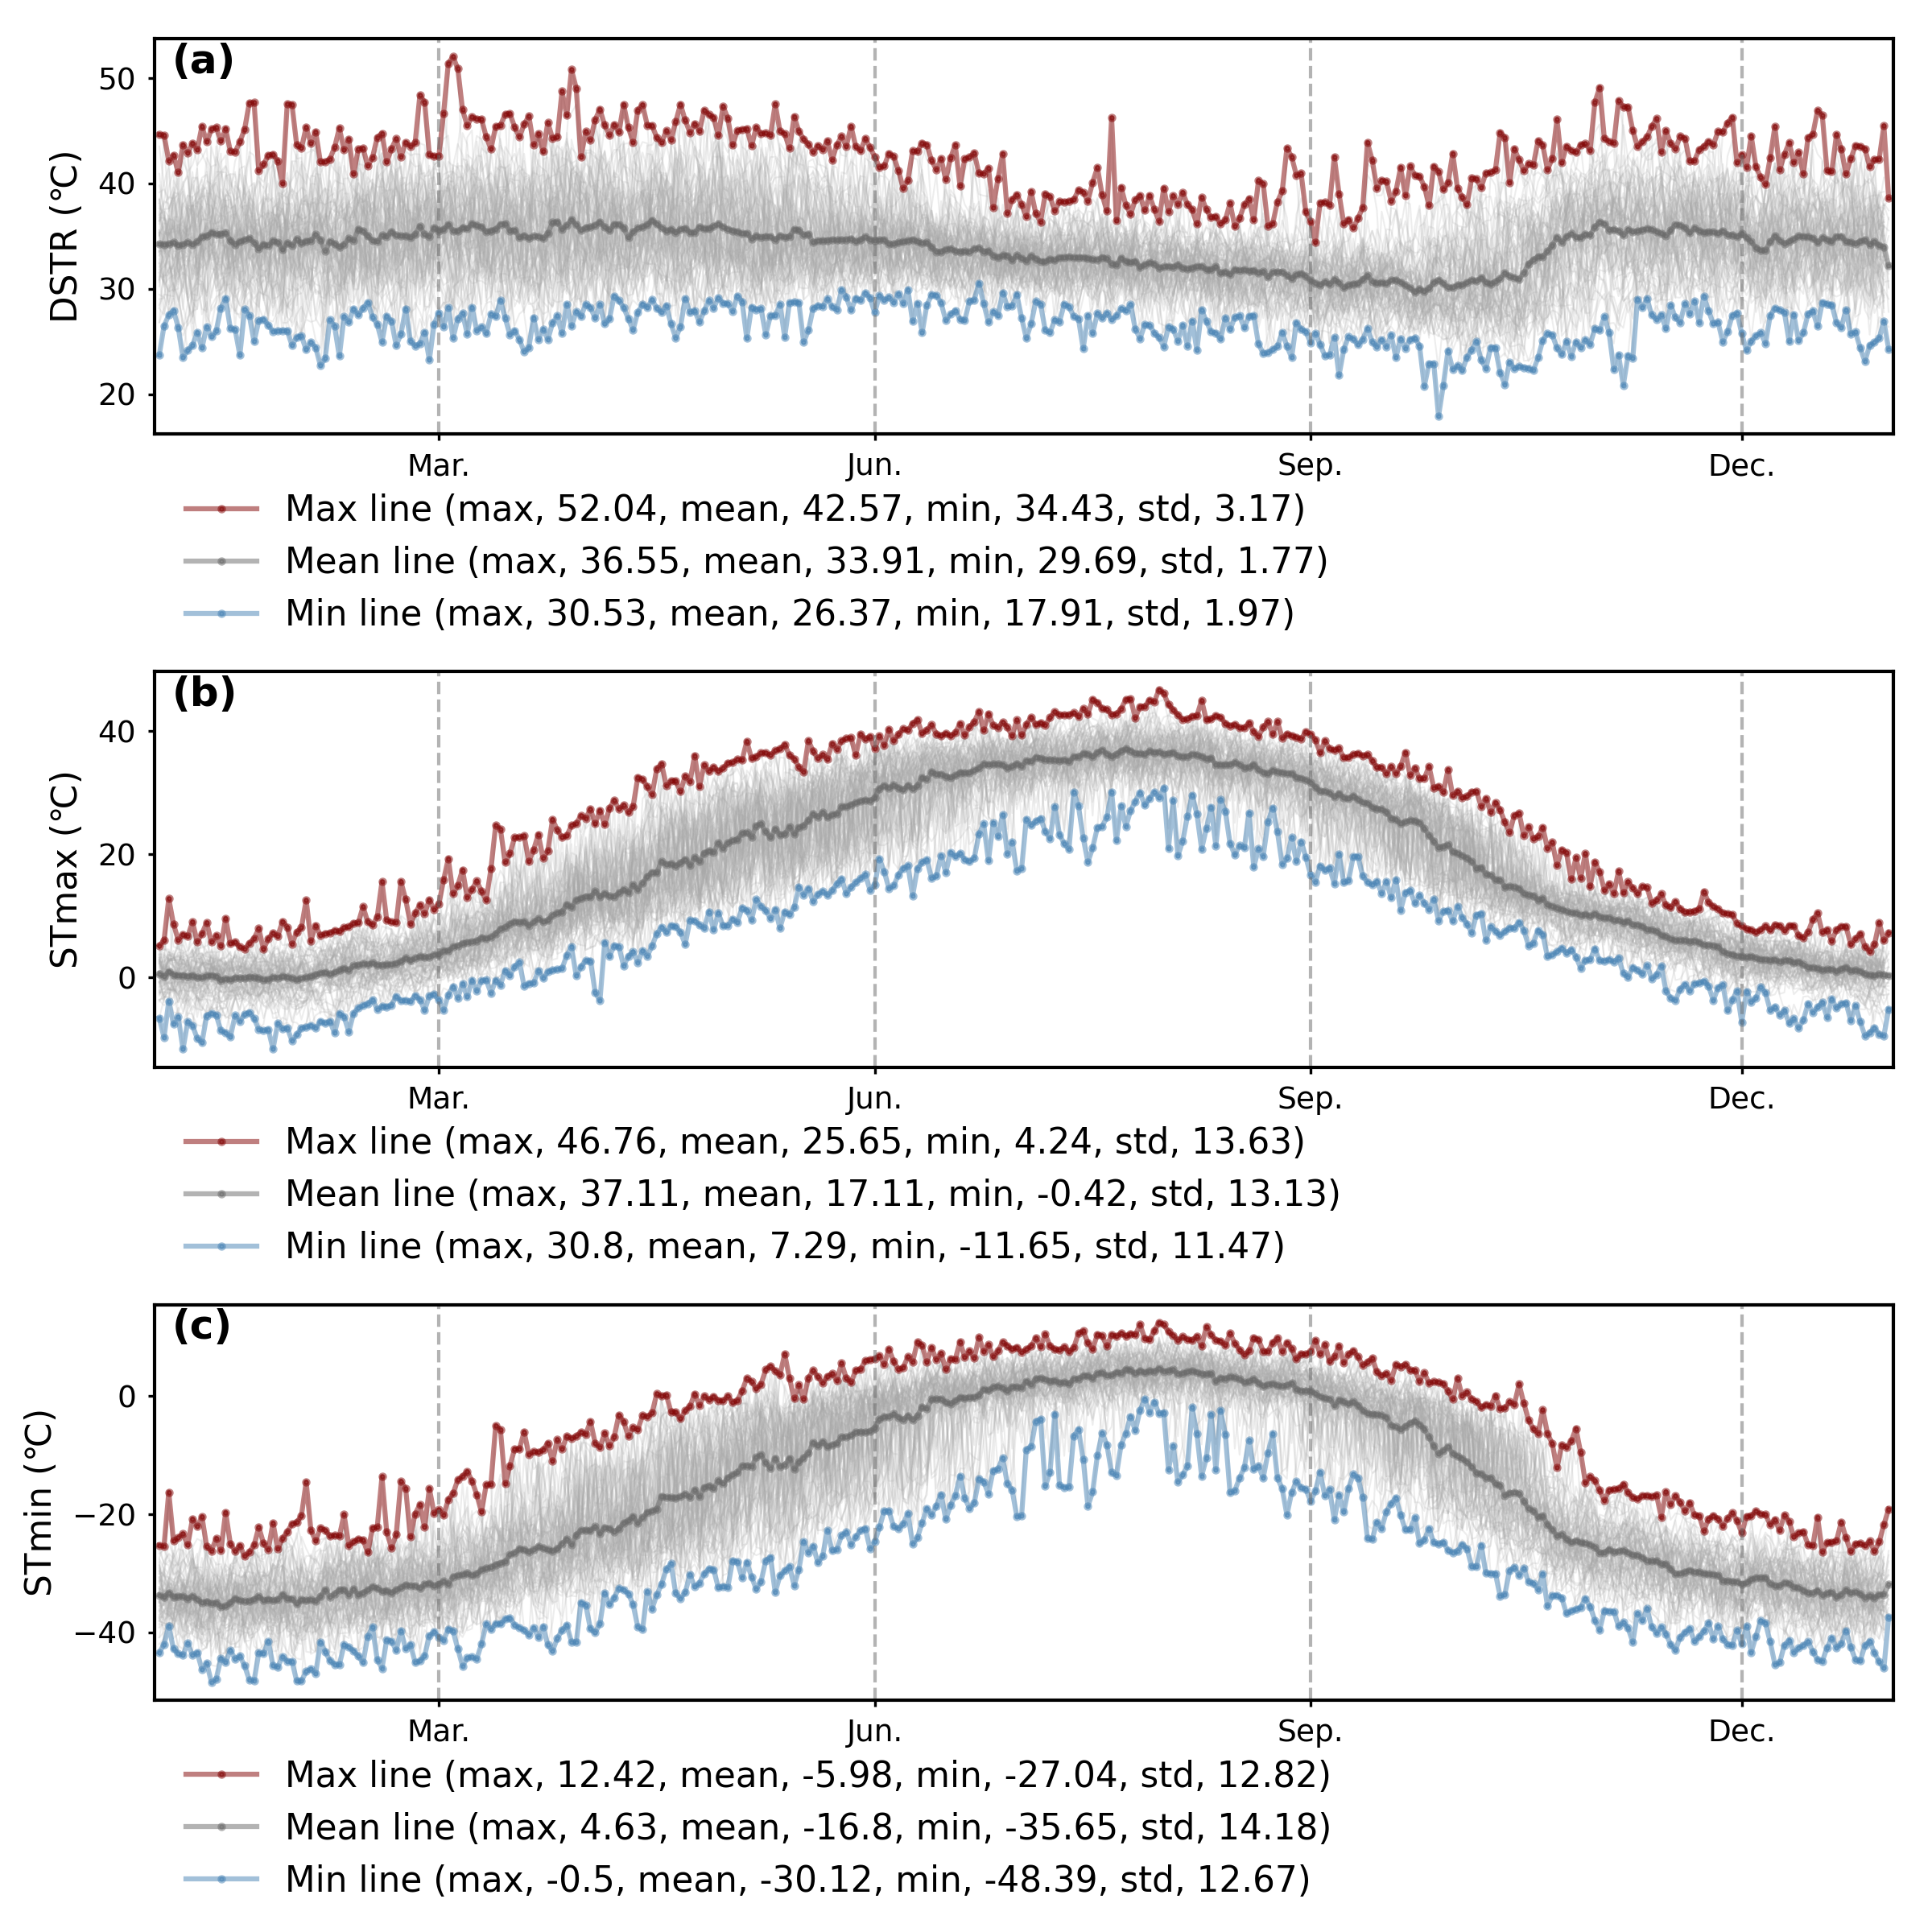 (a)
50
40
30
20
DSTR (℃)
Mar. Jun. Sep. Dec.
Max line (max, 52.04, mean, 42.57, min, 34.43, std, 3.17)
Mean line (max, 36.55, mean, 33.91, min, 29.69, std, 1.77)
Min line (max, 30.53, mean, 26.37, min, 17.91, std, 1.97)
(b)
40
20
0
STmax (℃)
Mar. Jun. Sep. Dec.
Max line (max, 46.76, mean, 25.65, min, 4.24, std, 13.63)
Mean line (max, 37.11, mean, 17.11, min, -0.42, std, 13.13)
Min line (max, 30.8, mean, 7.29, min, -11.65, std, 11.47)
(c)
0
−20
−40
STmin (℃)
Mar. Jun. Sep. Dec.
Max line (max, 12.42, mean, -5.98, min, -27.04, std, 12.82)
Mean line (max, 4.63, mean, -16.8, min, -35.65, std, 14.18)
Min line (max, -0.5, mean, -30.12, min, -48.39, std, 12.67)